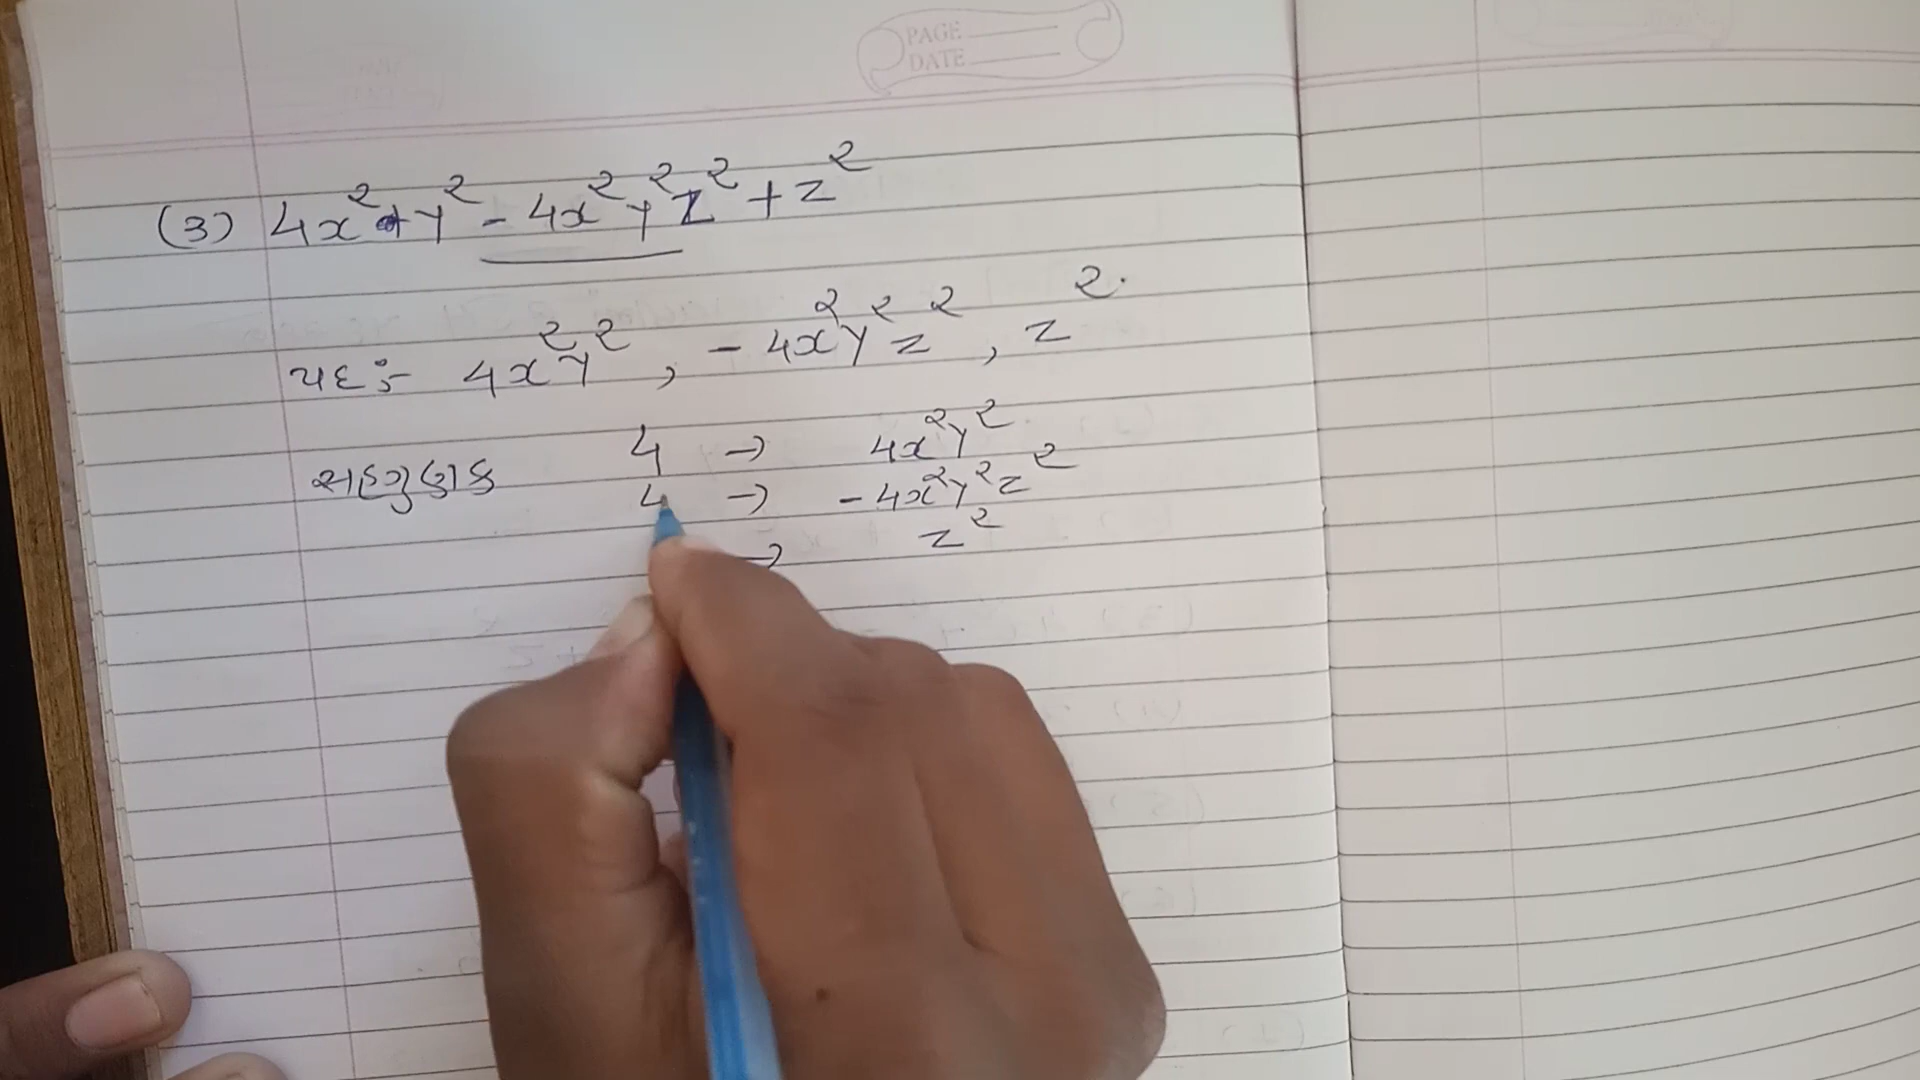 PAGE
DATE
(3) 4x²y² - 4x²y²z² + z²
પદ :- 4x²y² , - 4x²y²z² , z².
4 → 4x²y²
સહગુણક 4 → - 4x²y²z²
→ z²